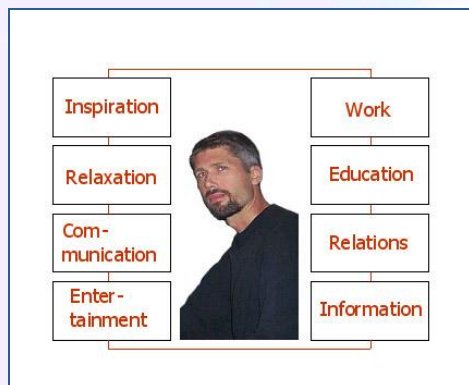 Inspiration
Relaxation
Com-
munication
Enter-
tainment
Work
Education
Relations
Information